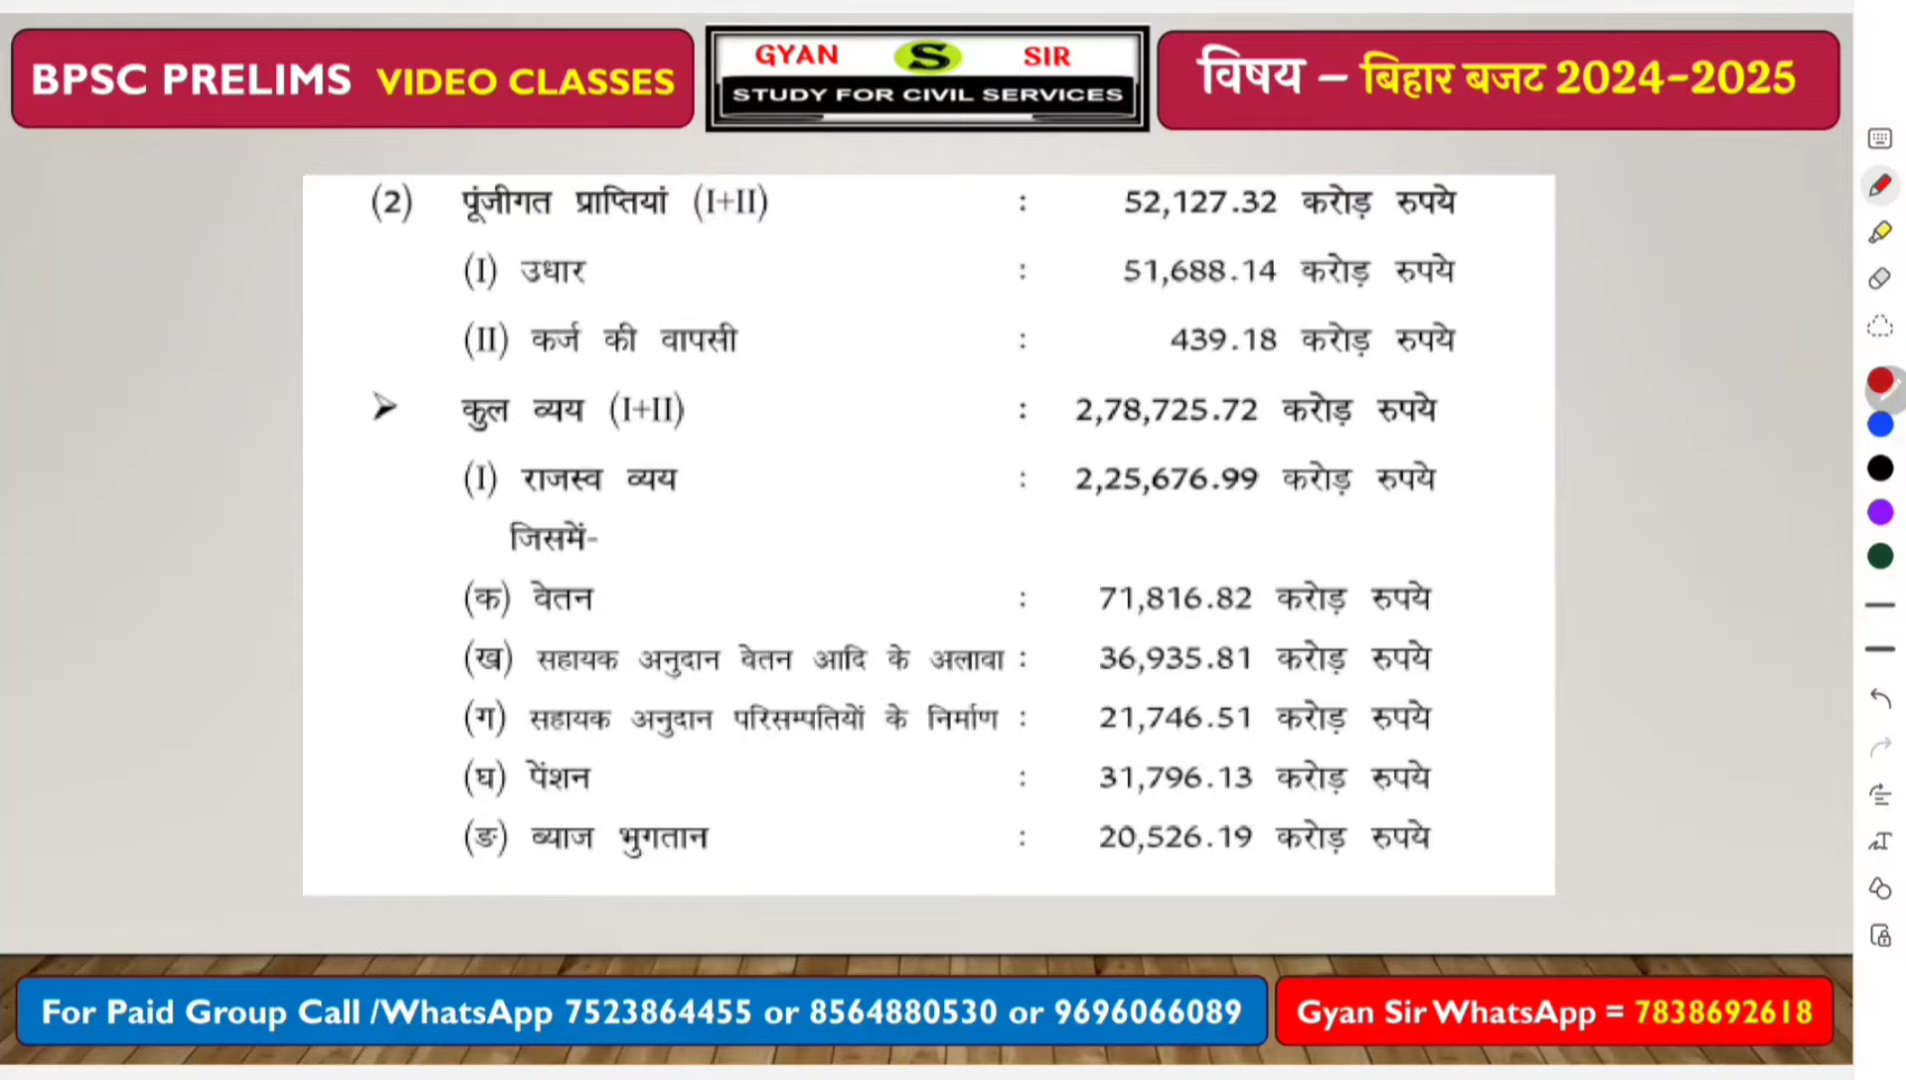 BPSC PRELIMS VIDEO CLASSES
GYAN S SIR
STUDY FOR CIVIL SERVICES
विषय – बिहार बजट 2024-2025
(2) पूंजीगत प्राप्तियां (I+II) : 52,127.32 करोड़ रुपये
(I) उधार : 51,688.14 करोड़ रुपये
(II) कर्ज की वापसी : 439.18 करोड़ रुपये
➢ कुल व्यय (I+II) : 2,78,725.72 करोड़ रुपये
(I) राजस्व व्यय : 2,25,676.99 करोड़ रुपये
जिसमें-
(क) वेतन : 71,816.82 करोड़ रुपये
(ख) सहायक अनुदान वेतन आदि के अलावा : 36,935.81 करोड़ रुपये
(ग) सहायक अनुदान परिसम्पतियों के निर्माण : 21,746.51 करोड़ रुपये
(घ) पेंशन : 31,796.13 करोड़ रुपये
(ङ) ब्याज भुगतान : 20,526.19 करोड़ रुपये
For Paid Group Call /WhatsApp 7523864455 or 8564880530 or 9696066089
Gyan Sir WhatsApp = 7838692618